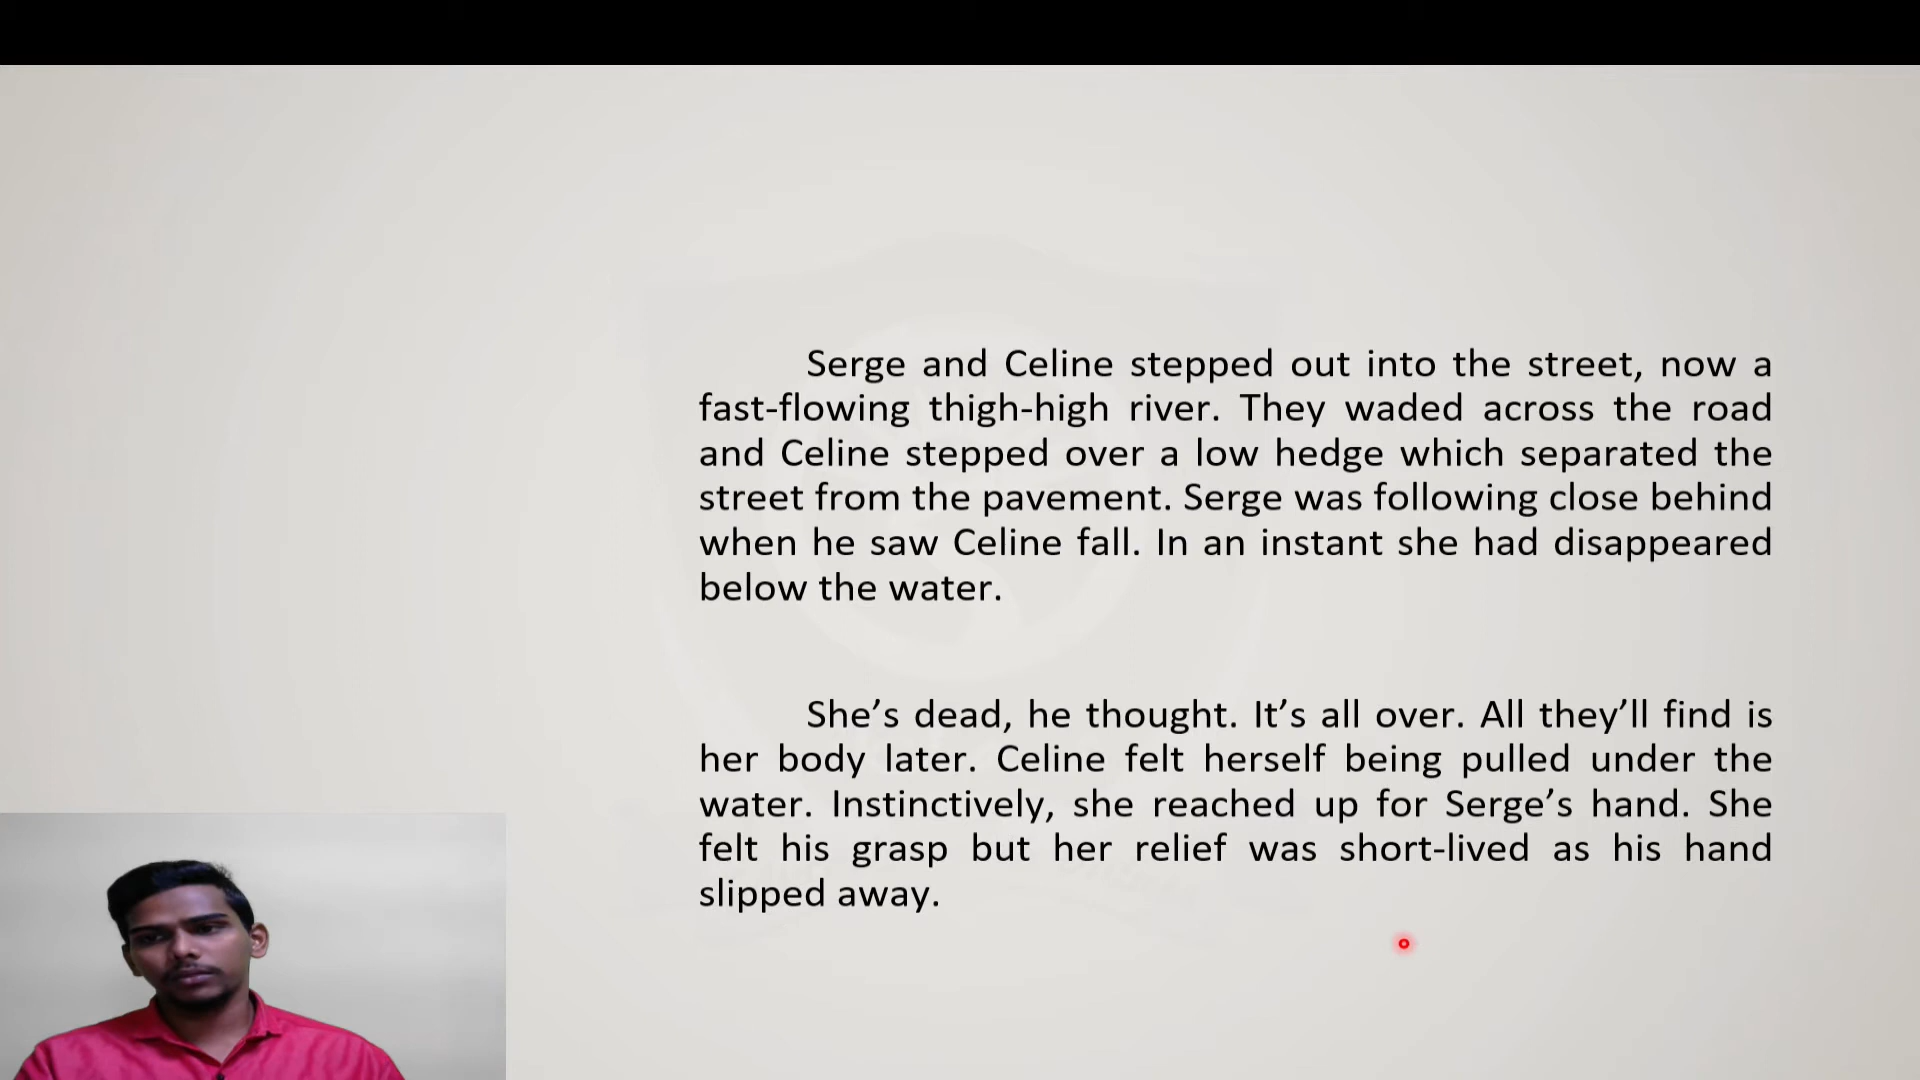 Serge and Celine stepped out into the street, now a
fast-flowing thigh-high river. They waded across the road
and Celine stepped over a low hedge which separated the
street from the pavement. Serge was following close behind
when he saw Celine fall. In an instant she had disappeared
below the water.
She’s dead, he thought. It’s all over. All they’ll find is
her body later. Celine felt herself being pulled under the
water. Instinctively, she reached up for Serge’s hand. She
felt his grasp but her relief was short-lived as his hand
slipped away.